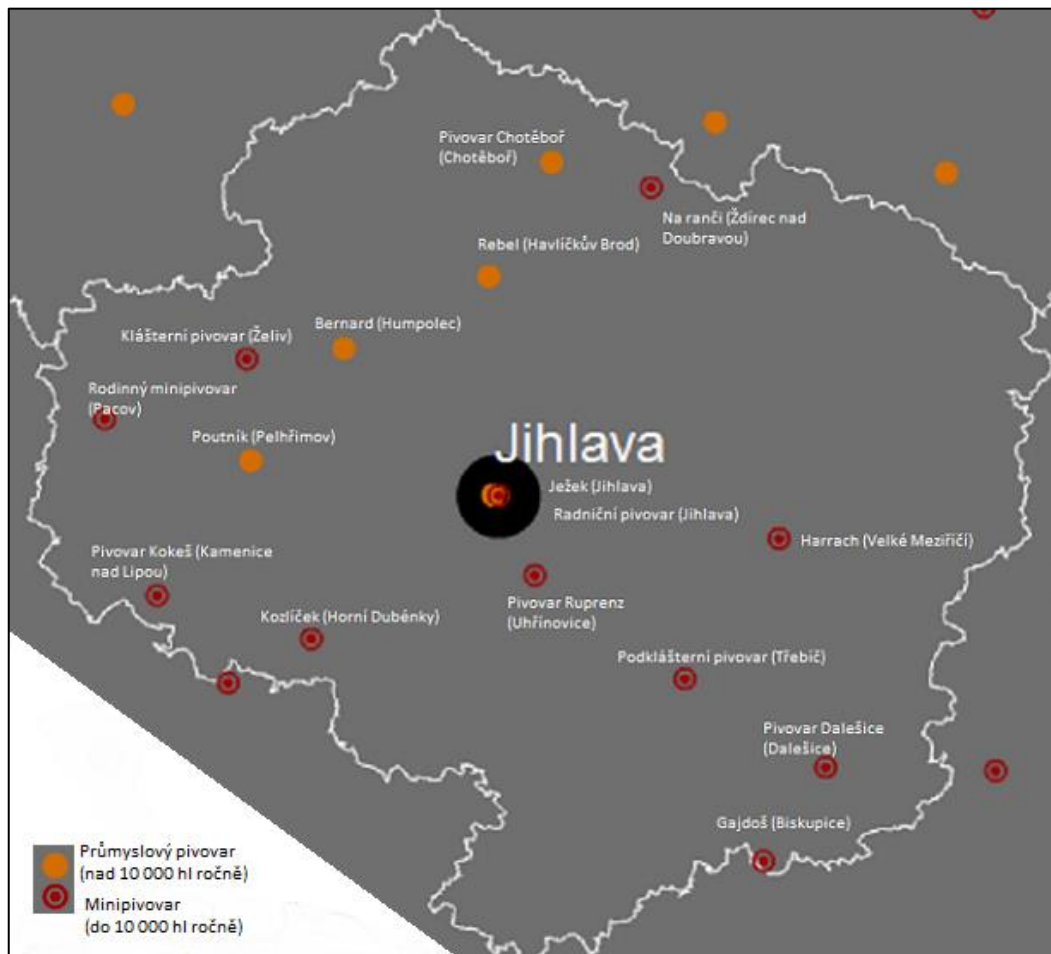 Pivovar Chotěboř
(Chotěboř)
Na ranči (Ždírec nad
Doubravou)
Rebel (Havlíčkův Brod)
Bernard (Humpolec)
Klášterní pivovar (Želiv)
Rodinný minipivovar
(Pacov)
Poutník (Pelhřimov)
Jihlava
Ježek (Jihlava)
Radniční pivovar (Jihlava)
Harrach (Velké Meziříčí)
Pivovar Kokeš (Kamenice
nad Lipou)
Kozlíček (Horní Dubénky)
Pivovar Ruprenz
(Uhřínovice)
Podklášterní pivovar (Třebíč)
Pivovar Dalešice
(Dalešice)
Gajdoš (Biskupice)
Průmyslový pivovar
(nad 10 000 hl ročně)
Minipivovar
(do 10 000 hl ročně)